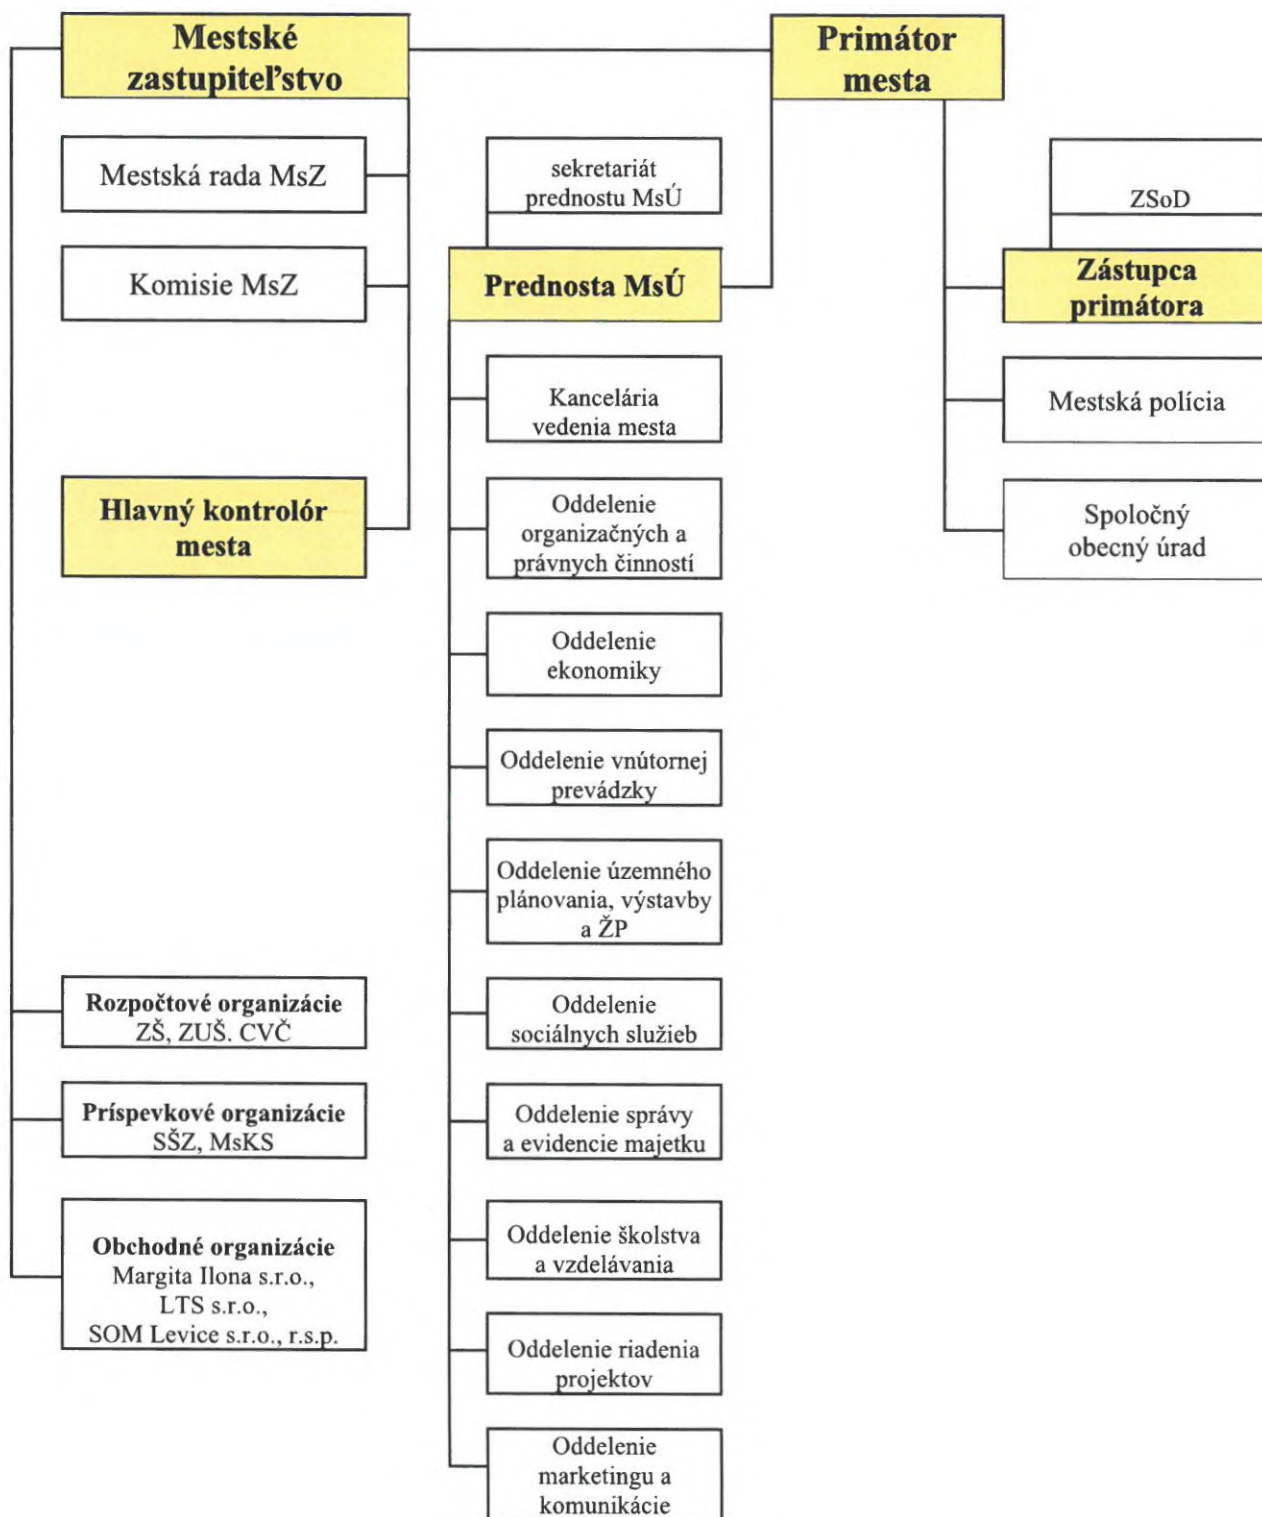 Mestské
zastupiteľstvo
Primátor
mesta
Mestská rada MsZ
Komisie MsZ
Hlavný kontrolór
mesta
Rozpočtové organizácie
ZŠ, ZUŠ. CVČ
Príspevkové organizácie
SŠZ, MsKS
Obchodné organizácie
Margita Ilona s.r.o.,
LTS s.r.o.,
SOM Levice s.r.o., r.s.p.
sekretariát
prednostu MsÚ
Prednosta MsÚ
Kancelária
vedenia mesta
Oddelenie
organizačných a
právnych činností
Oddelenie
ekonomiky
Oddelenie vnútornej
prevádzky
Oddelenie územného
plánovania, výstavby
a ŽP
Oddelenie
sociálnych služieb
Oddelenie správy
a evidencie majetku
Oddelenie školstva
a vzdelávania
Oddelenie riadenia
projektov
Oddelenie
marketingu a
komunikácie
ZSoD
Zástupca
primátora
Mestská polícia
Spoločný
obecný úrad